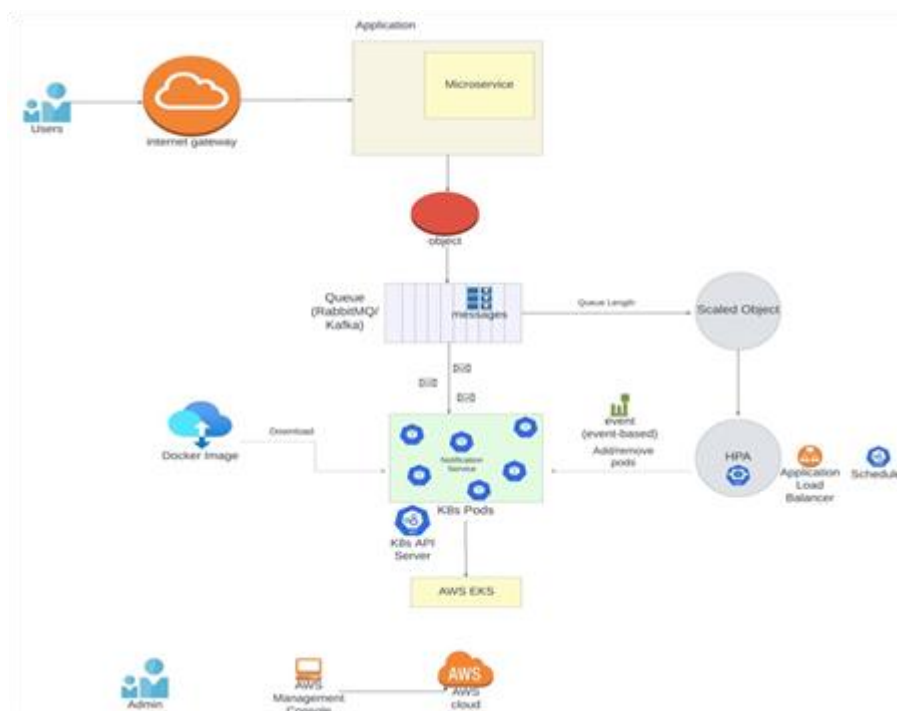 Application
Microservice
Users
Internet gateway
object
Queue
(RabbitMQ/
Kafka)
messages
Queue Length
Scaled Object
event
(event-based)
Add/remove
pods
HPA
Application
Load
Balancer
Download
Docker Image
Notification
Service
K8s Pods
K8s API
Server
AWS EKS
Admin
AWS
Management
Console
AWS
AWS
cloud